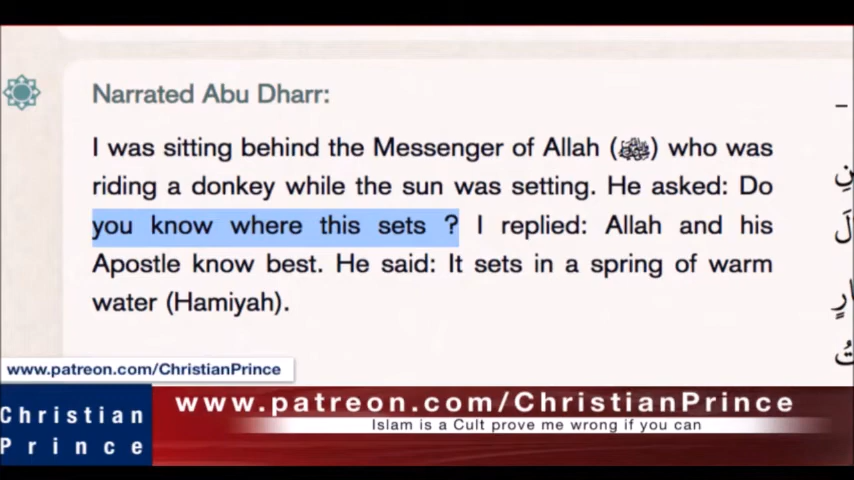 Narrated Abu Dharr:
I was sitting behind the Messenger of Allah (ﷺ) who was
riding a donkey while the sun was setting. He asked: Do
you know where this sets ? I replied: Allah and his
Apostle know best. He said: It sets in a spring of warm
water (Hamiyah).
www.patreon.com/ChristianPrince
Christian
Prince
www.patreon.com/ChristianPrince
Islam is a Cult prove me wrong if you can